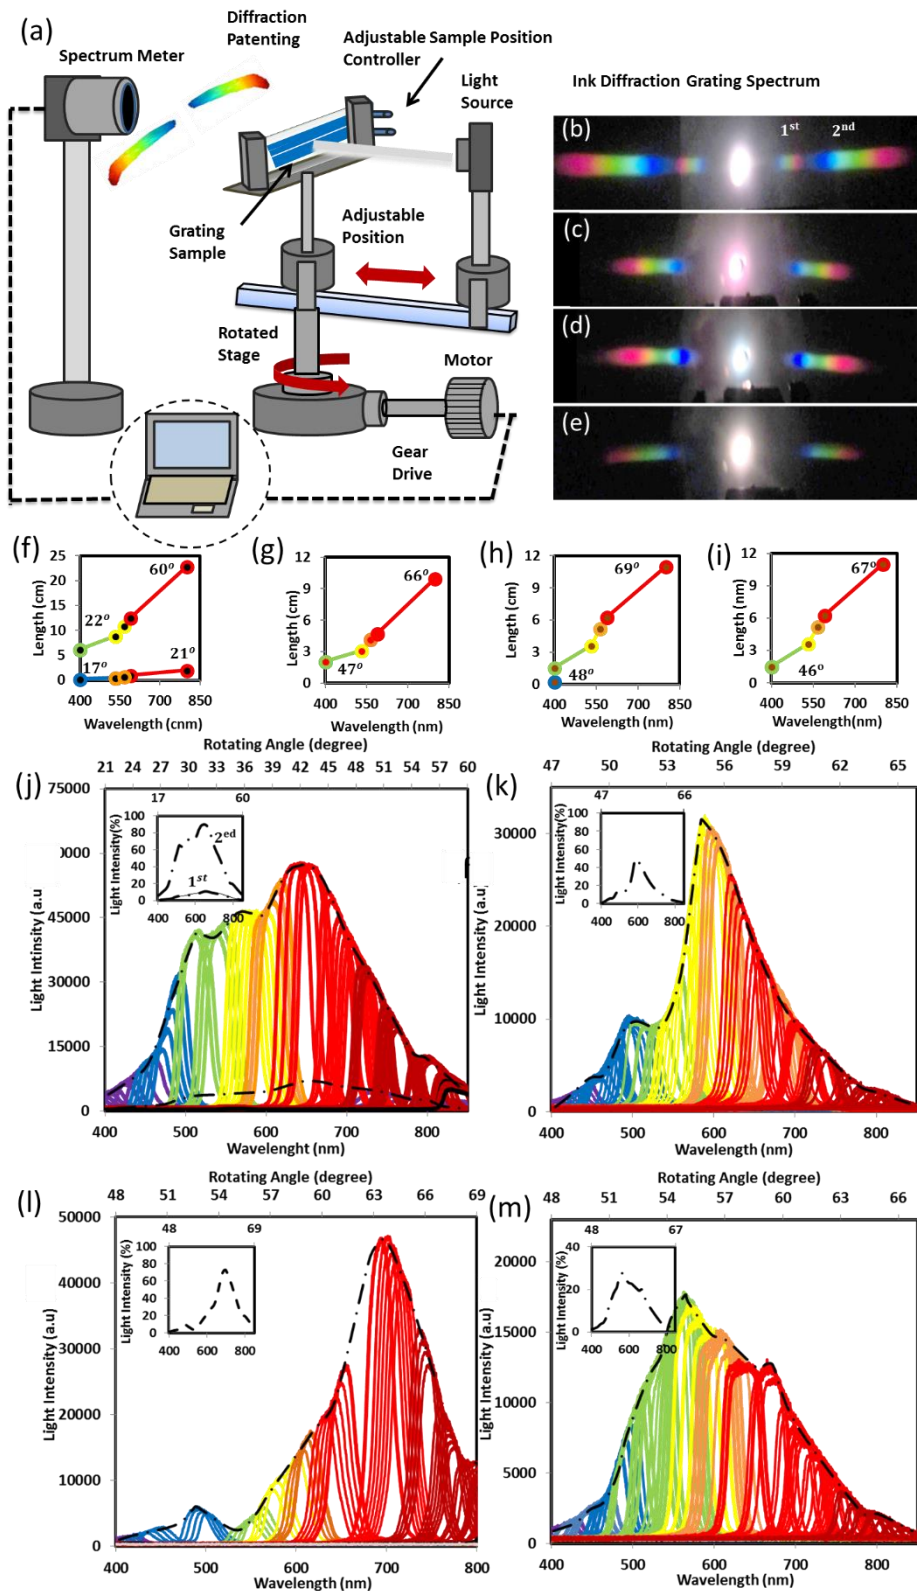 (a)
Diffraction
Patenting
Spectrum Meter
Adjustable Sample Position
Controller
Light
Source
Grating
Sample
Adjustable
Position
Rotated
Stage
Motor
Gear
Drive
Ink Diffraction Grating Spectrum
(b)
1st
2nd
(c)
(d)
(e)
(f)
25
20
15
10
5
0
Length (cm)
60o
22o
17o
21o
400 550 700 850
Wavelength (cnm)
(g)
12
9
6
3
0
Length (cm)
66o
47o
400 550 700 850
Wavelength (nm)
(h)
12
9
6
3
0
Length (cm)
69o
48o
400 550 700 850
Wavelength (nm)
(i)
12
9
6
3
0
Length (nm)
67o
46o
400 550 700 850
Wavelength(nm)
(j)
Rotating Angle (degree)
21 24 27 30 33 36 39 42 45 48 51 54 57 60
75000
45000
30000
15000
0
Light Intinsity (a.u
17 60
100
80
60
40
20
0
Light Intensity(%)
2ed
1st
400 600 800
400 500 600 700 800
Wavelenght (nm)
(k)
Rotating Angle (degree)
47 50 53 56 59 62 65
30000
20000
10000
0
Light Intensity (a.u)
47 66
100
80
60
40
20
0
Light Intensity (%)
400 600 800
400 500 600 700 800
Wavelength (nm)
(l)
Rotating Angle (degree)
48 51 54 57 60 63 66 69
50000
40000
30000
20000
10000
0
Light Intensity (a.u)
48 69
100
80
60
40
20
0
Light Intensity (%)
400 600 800
400 500 600 700 800
Wavelength (nm)
(m)
Rotating Angle (degree)
48 51 54 57 60 63 66
20000
15000
10000
5000
0
Light Intensity (a.u)
48 67
40
20
0
Light Intensity (%)
400 600 800
400 500 600 700 800
Wavelength (nm)